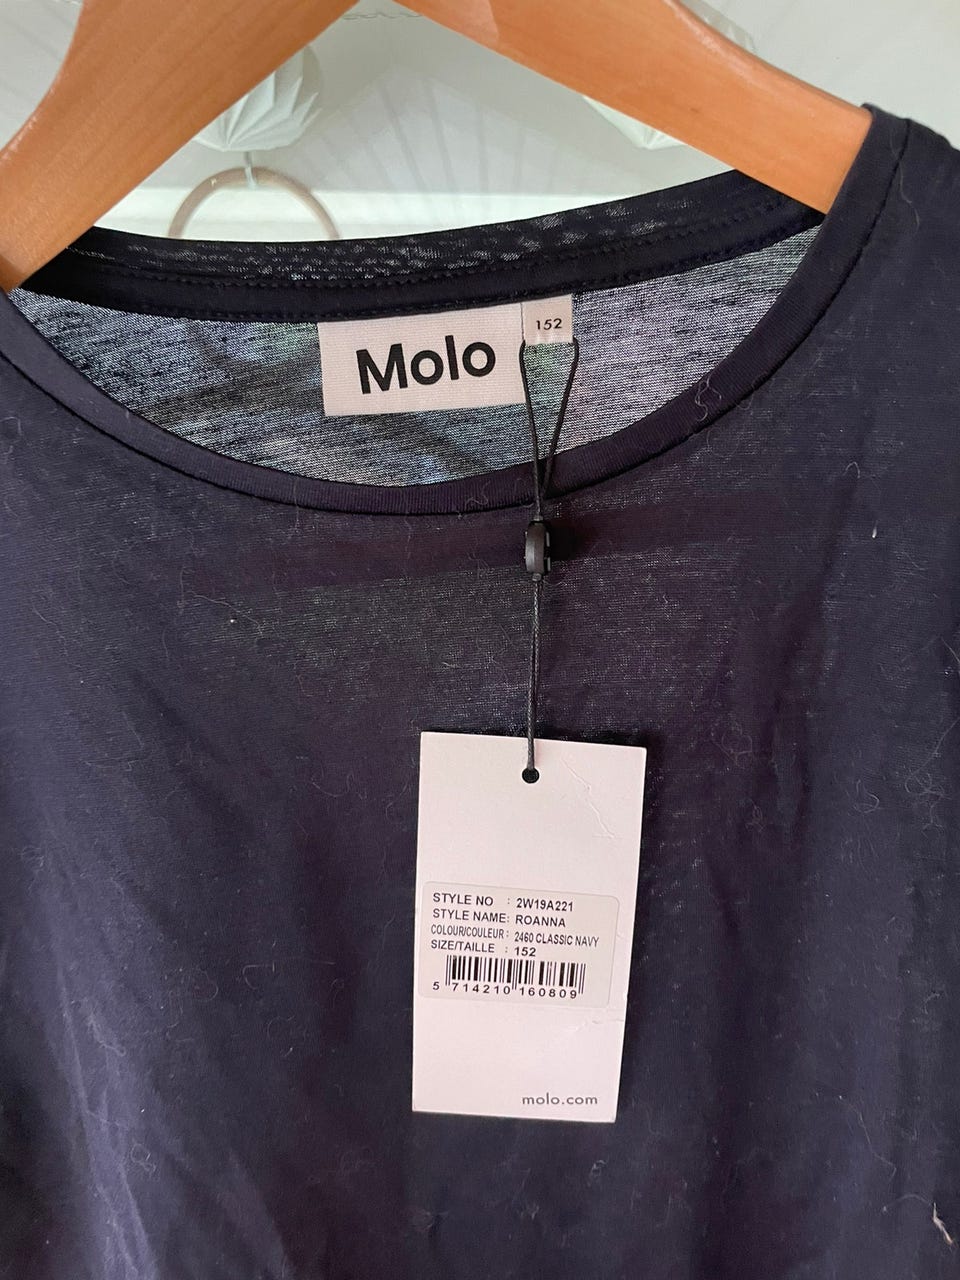 Molo
152
STYLE NO : 2W19A221
STYLE NAME: ROANNA
COLOUR/COULEUR : 2460 CLASSIC NAVY
SIZE/TAILLE : 152
5 714210 160809
molo.com